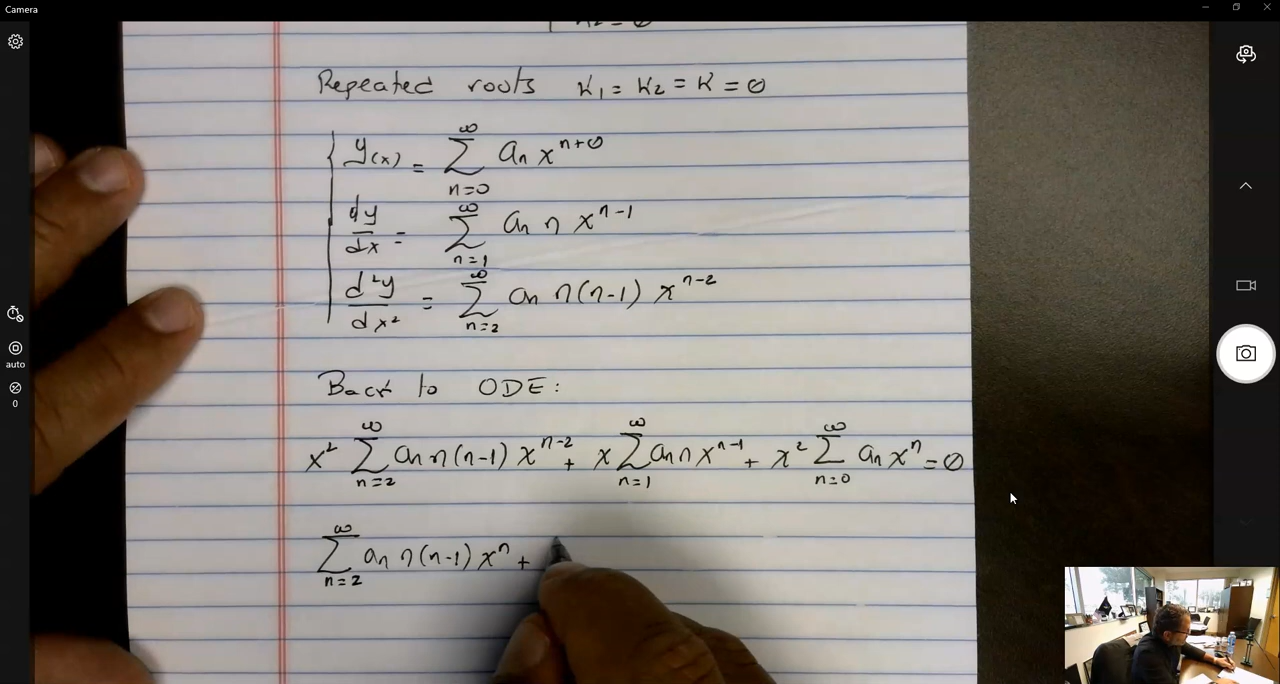 Camera
Repeated roots K₁ = K₂ = K = 0
y(x) = ∑_{n=0}^{∞} aₙ x^{n+0}
dy/dx = ∑_{n=1}^{∞} aₙ n x^{n-1}
d²y/dx² = ∑_{n=2}^{∞} aₙ n(n-1) x^{n-2}
Back to ODE:
x² ∑_{n=2}^{∞} aₙ n(n-1) x^{n-2} + x ∑_{n=1}^{∞} aₙ n x^{n-1} + x² ∑_{n=0}^{∞} aₙ xⁿ = 0
∑_{n=2}^{∞} aₙ n(n-1) xⁿ +
auto
0